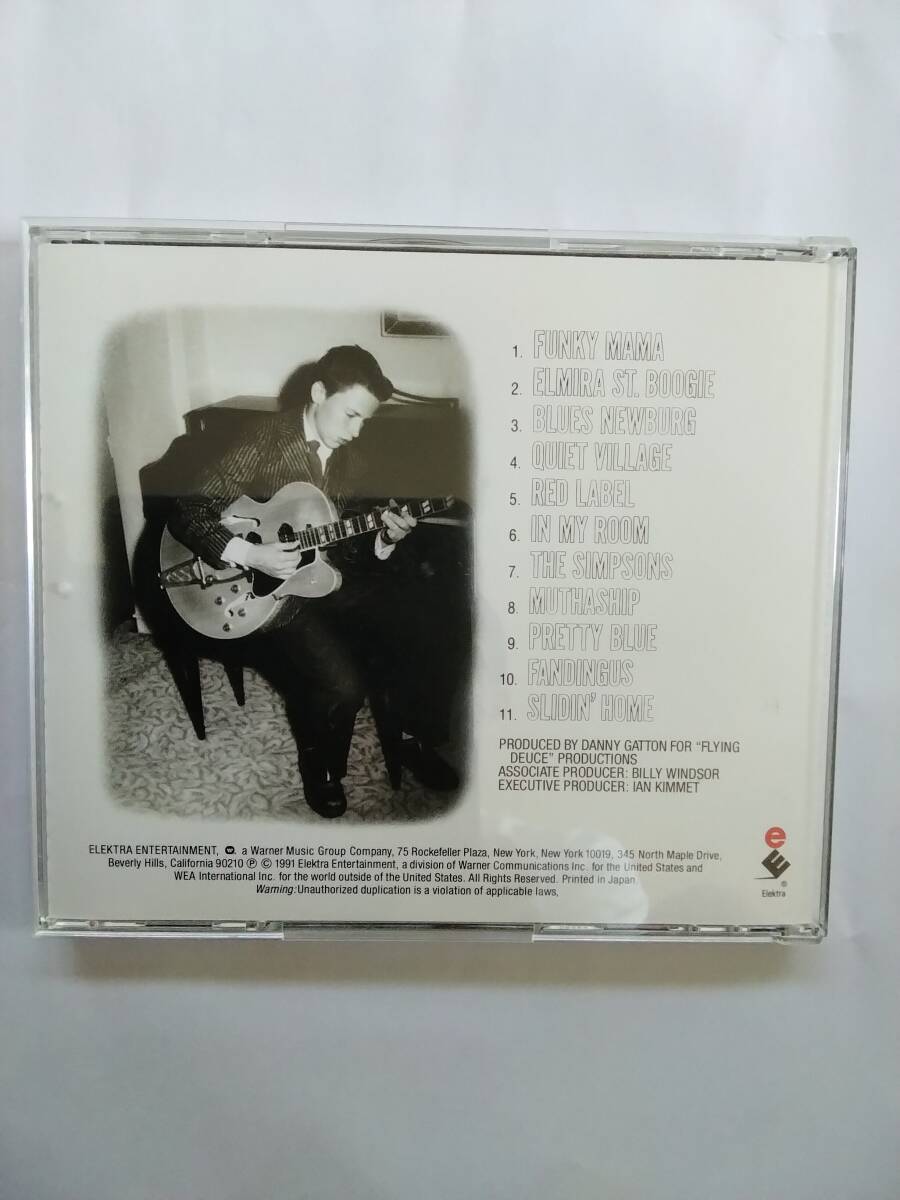 1. FUNKY MAMA
2. ELMIRA ST. BOOGIE
3. BLUES NEWBURG
4. QUIET VILLAGE
5. RED LABEL
6. IN MY ROOM
7. THE SIMPSONS
8. MUTHASHIP
9. PRETTY BLUE
10. FANDINGUS
11. SLIDIN' HOME
PRODUCED BY DANNY GATTON FOR "FLYING
DEUCE" PRODUCTIONS
ASSOCIATE PRODUCER: BILLY WINDSOR
EXECUTIVE PRODUCER: IAN KIMMET
ELEKTRA ENTERTAINMENT, a Warner Music Group Company, 75 Rockefeller Plaza, New York, New York 10019, 345 North Maple Drive,
Beverly Hills, California 90210 ℗ © 1991 Elektra Entertainment, a division of Warner Communications Inc. for the United States and
WEA International Inc. for the world outside of the United States. All Rights Reserved. Printed in Japan
Warning: Unauthorized duplication is a violation of applicable laws,
e
E
®
Elektra